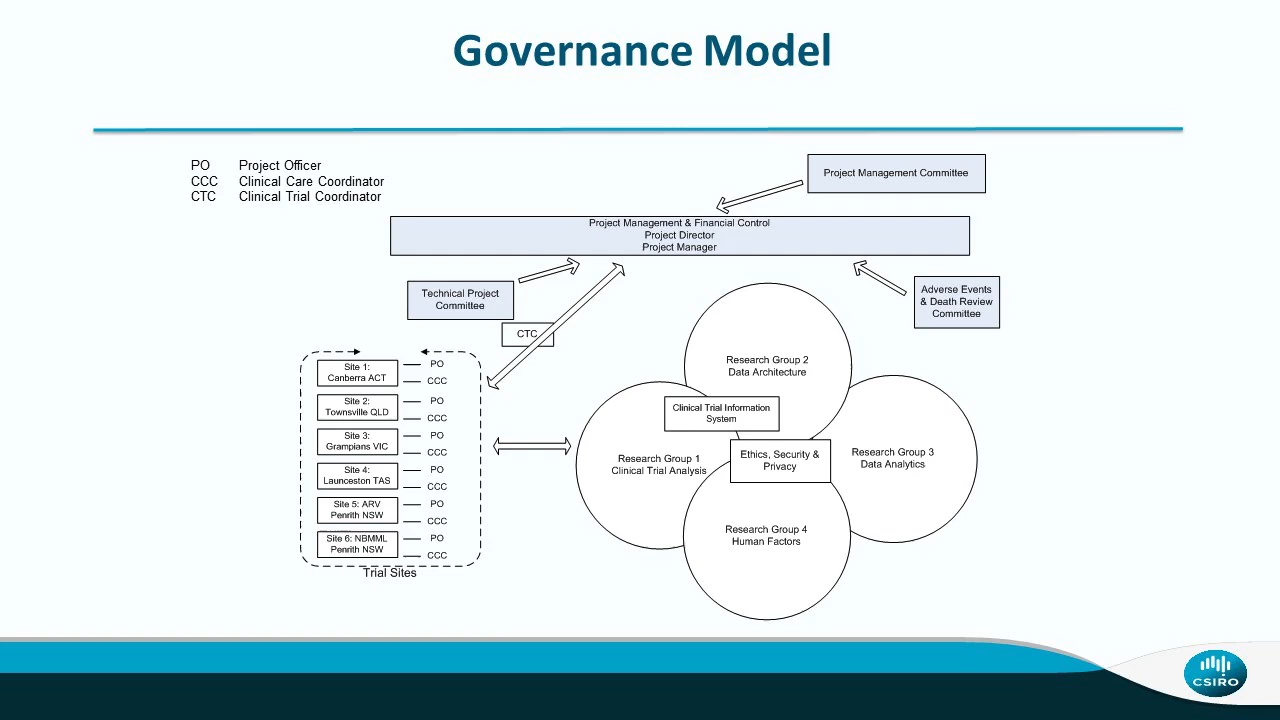 Governance Model
PO Project Officer
CCC Clinical Care Coordinator
CTC Clinical Trial Coordinator
Project Management Committee
Project Management & Financial Control
Project Director
Project Manager
Technical Project
Committee
Adverse Events
& Death Review
Committee
CTC
Site 1:
Canberra ACT
PO
CCC
Site 2:
Townsville QLD
PO
CCC
Site 3:
Grampians VIC
PO
CCC
Site 4:
Launceston TAS
PO
CCC
Site 5: ARV
Penrith NSW
PO
CCC
Site 6: NBMML
Penrith NSW
PO
CCC
Trial Sites
Research Group 2
Data Architecture
Clinical Trial Information
System
Ethics, Security &
Privacy
Research Group 1
Clinical Trial Analysis
Research Group 3
Data Analytics
Research Group 4
Human Factors
CSIRO